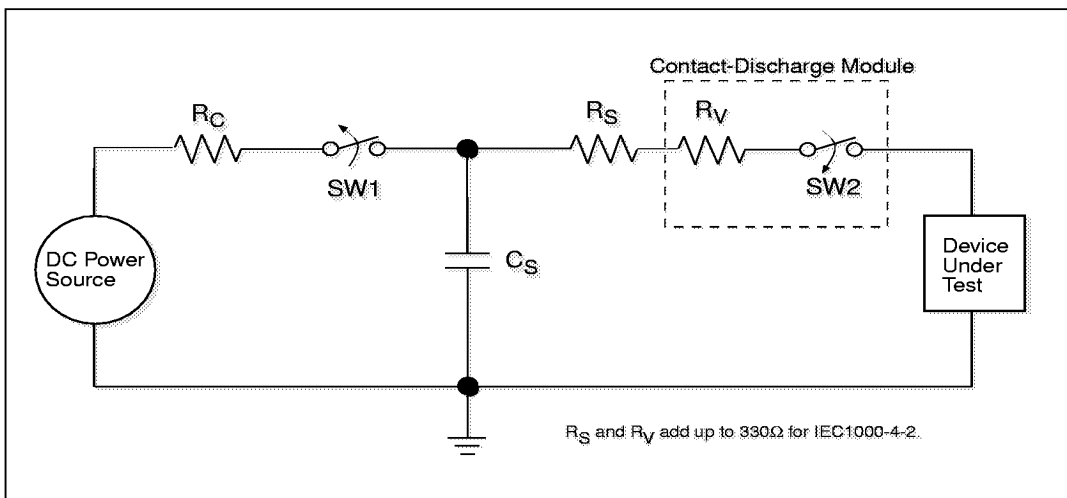 Contact-Discharge Module
RC
RS
RV
SW1
SW2
DC Power
Source
CS
Device
Under
Test
RS and RV add up to 330Ω for IEC1000-4-2.